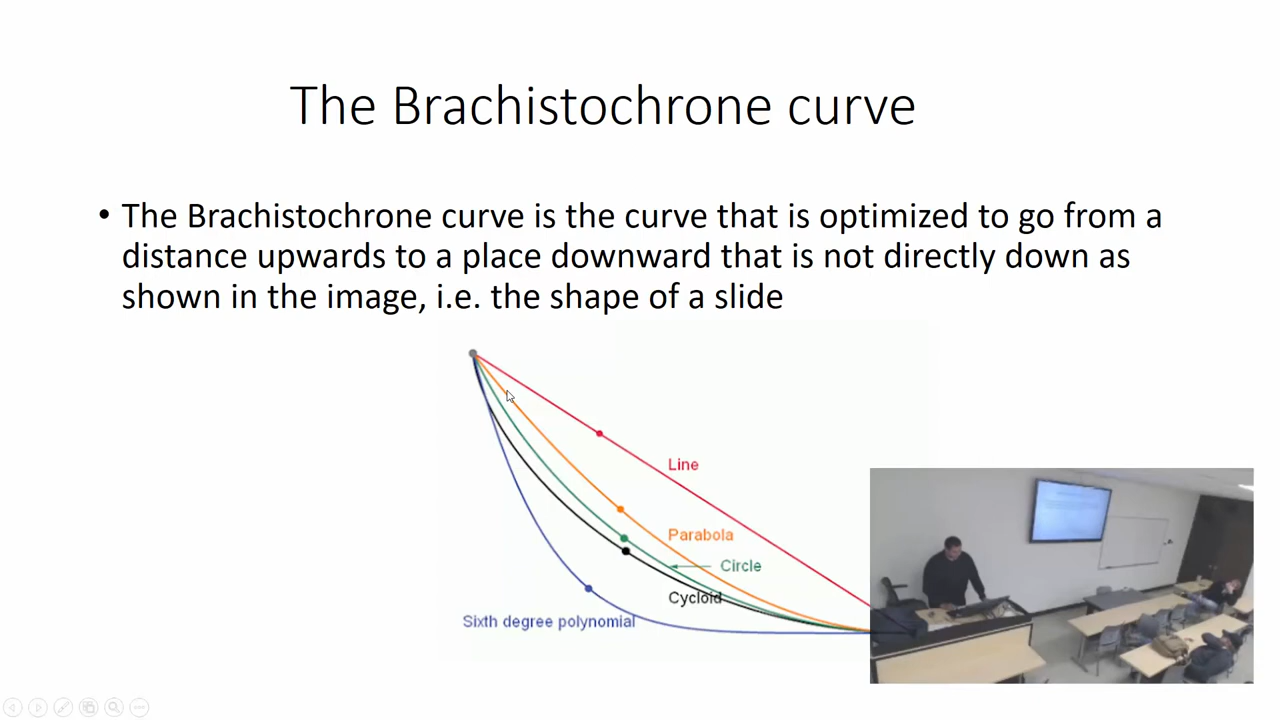 The Brachistochrone curve
• The Brachistochrone curve is the curve that is optimized to go from a
distance upwards to a place downward that is not directly down as
shown in the image, i.e. the shape of a slide
Line
Parabola
Circle
Cycloid
Sixth degree polynomial